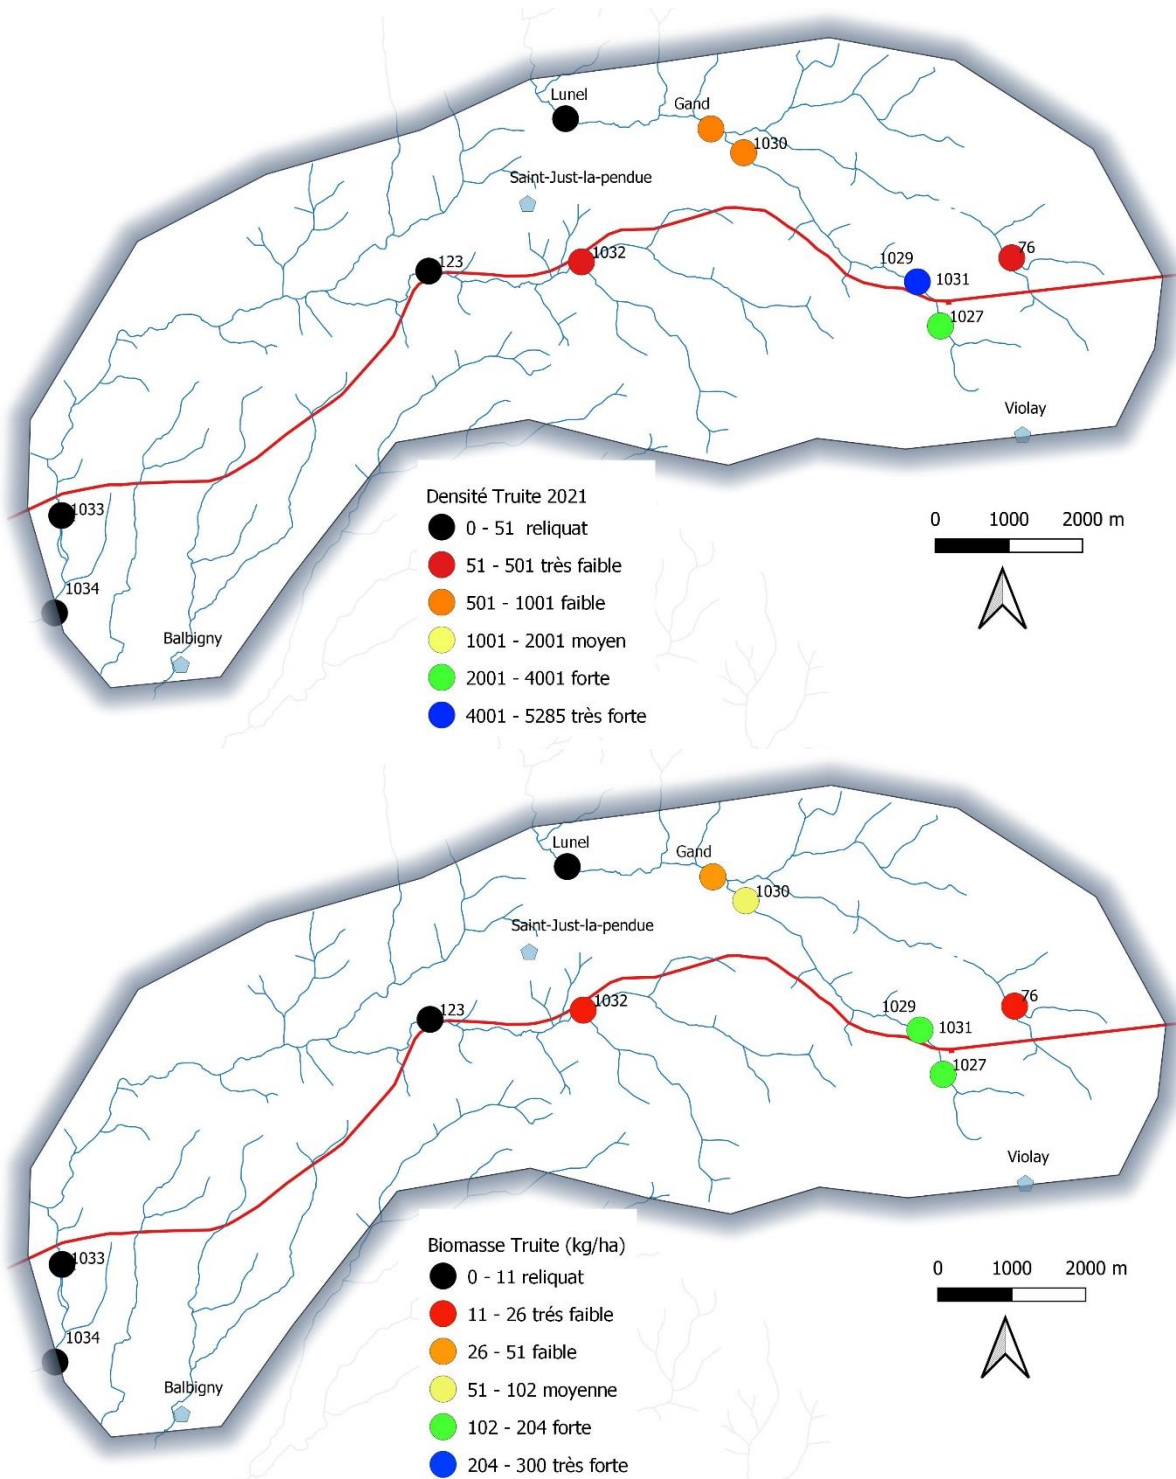 Lunel
Gand
1030
Saint-Just-la-pendue
123
1032
1029
76
1031
1027
Violay
1033
1034
Balbigny
Densité Truite 2021
0 - 51 reliquat
51 - 501 très faible
501 - 1001 faible
1001 - 2001 moyen
2001 - 4001 forte
4001 - 5285 très forte
0 1000 2000 m
Lunel
Gand
1030
Saint-Just-la-pendue
123
1032
1029
76
1031
1027
Violay
1033
1034
Balbigny
Biomasse Truite (kg/ha)
0 - 11 reliquat
11 - 26 trés faible
26 - 51 faible
51 - 102 moyenne
102 - 204 forte
204 - 300 très forte
0 1000 2000 m